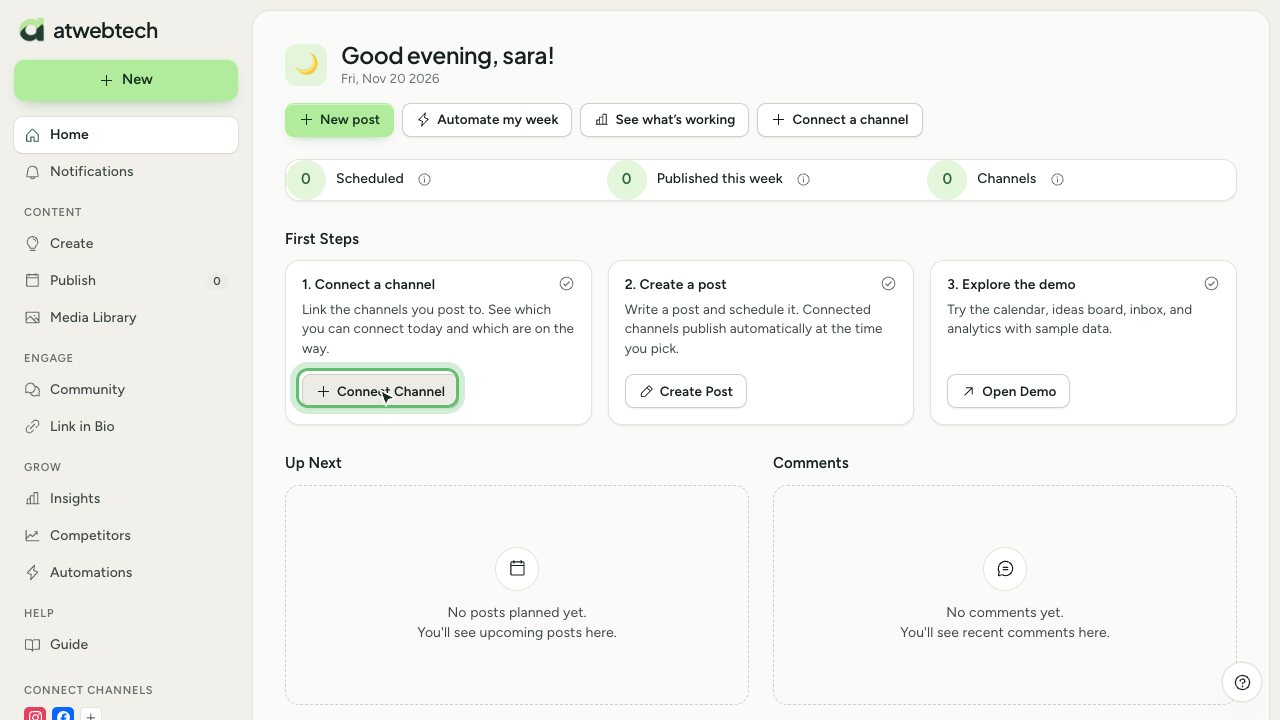 atwebtech
New
Home
Notifications
CONTENT
Create
Publish 0
Media Library
ENGAGE
Community
Link in Bio
GROW
Insights
Competitors
Automations
HELP
Guide
CONNECT CHANNELS
Good evening, sara!
Fri, Nov 20 2026
New post
Automate my week
See what's working
Connect a channel
0 Scheduled
0 Published this week
0 Channels
First Steps
1. Connect a channel
Link the channels you post to. See which
you can connect today and which are on the
way.
Connect Channel
2. Create a post
Write a post and schedule it. Connected
channels publish automatically at the time
you pick.
Create Post
3. Explore the demo
Try the calendar, ideas board, inbox, and
analytics with sample data.
Open Demo
Up Next
No posts planned yet.
You'll see upcoming posts here.
Comments
No comments yet.
You'll see recent comments here.